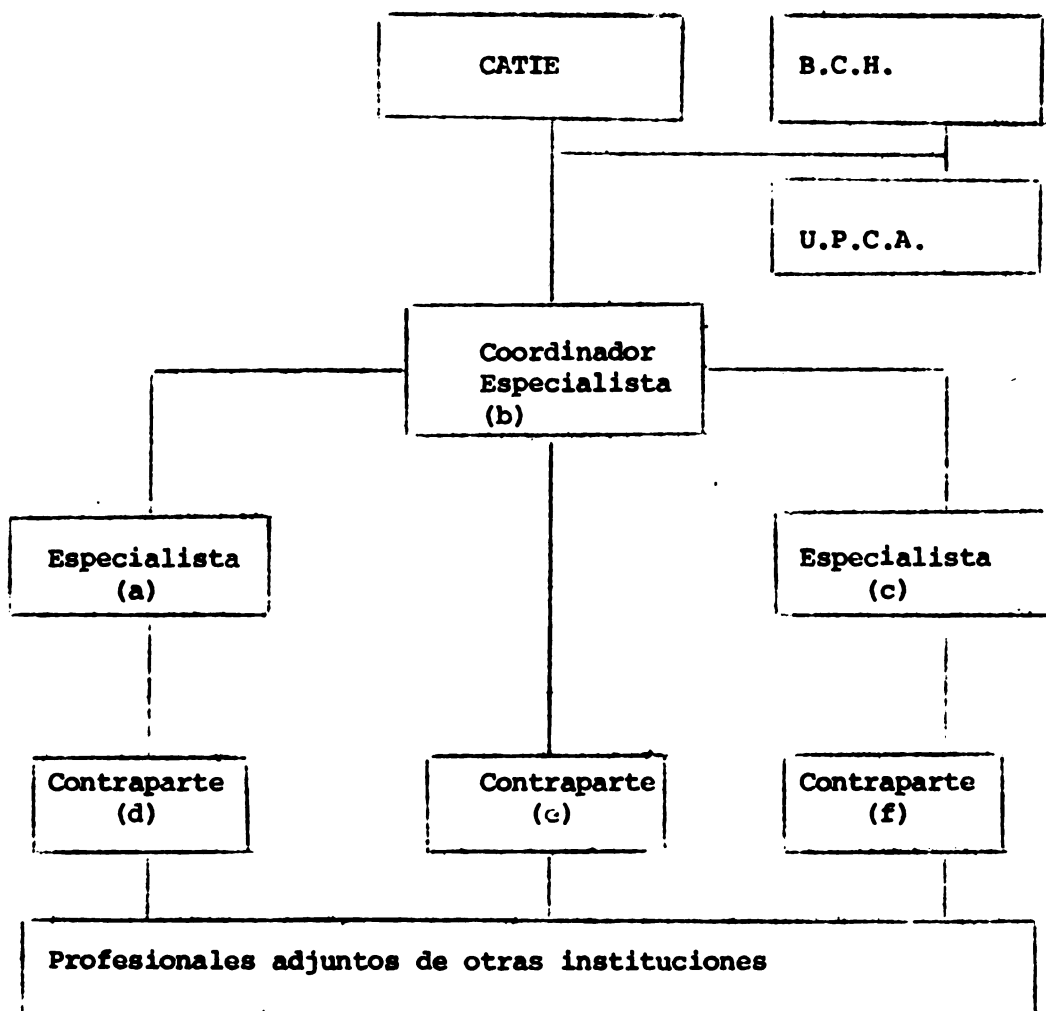 CATIE
B.C.H.
U.P.C.A.
Coordinador
Especialista
(b)
Especialista
(a)
Especialista
(c)
Contraparte
(d)
Contraparte
(e)
Contraparte
(f)
Profesionales adjuntos de otras instituciones